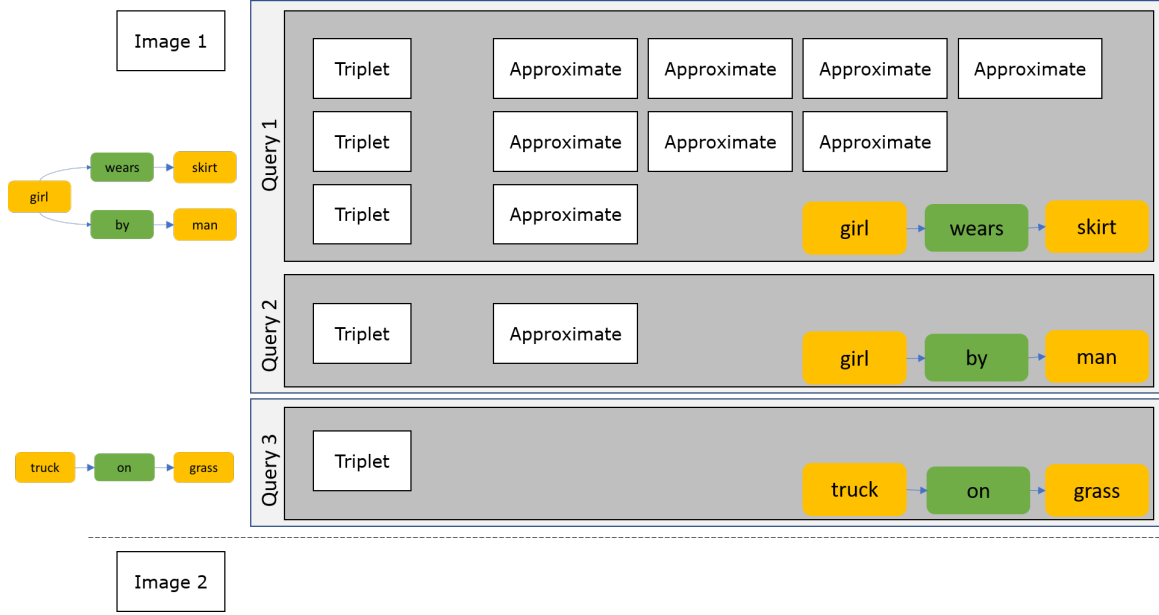 Image 1
girl
wears
skirt
by
man
Query 1
Triplet Approximate Approximate Approximate Approximate
Triplet Approximate Approximate Approximate
Triplet Approximate
girl wears skirt
Query 2
Triplet Approximate
girl by man
truck on grass
Query 3
Triplet
truck on grass
Image 2